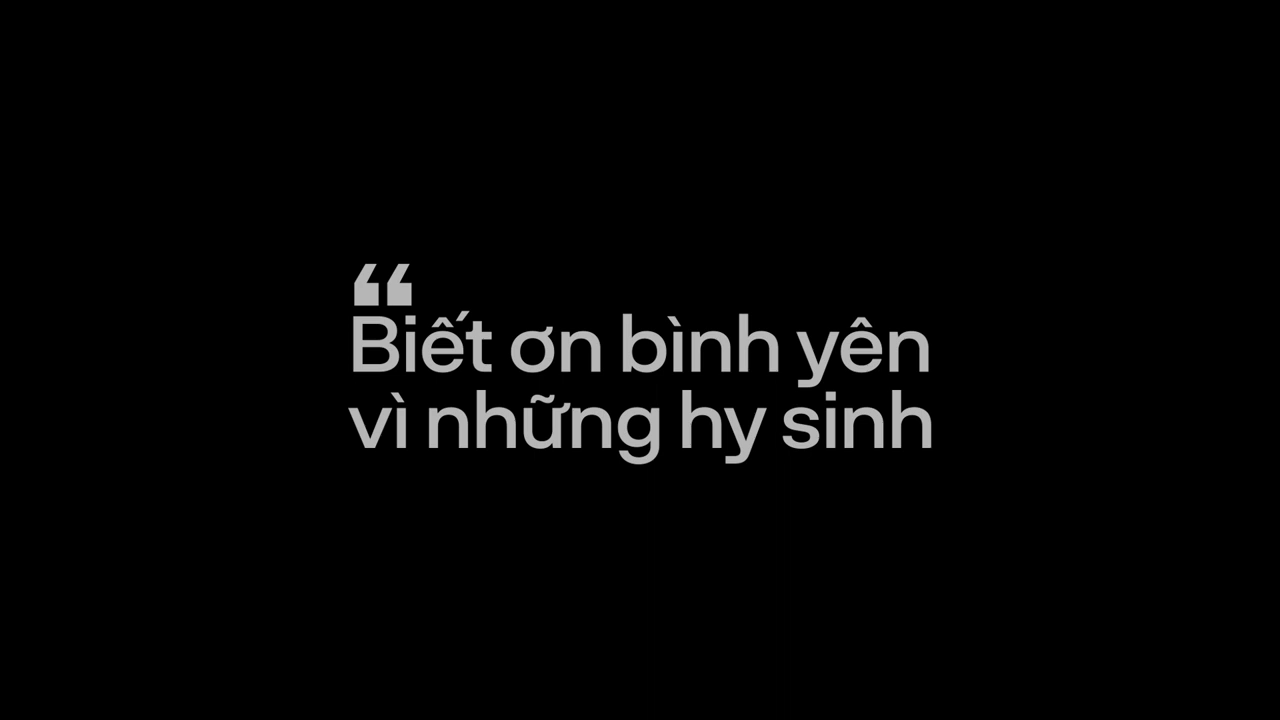 “
Biết ơn bình yên
vì những hy sinh